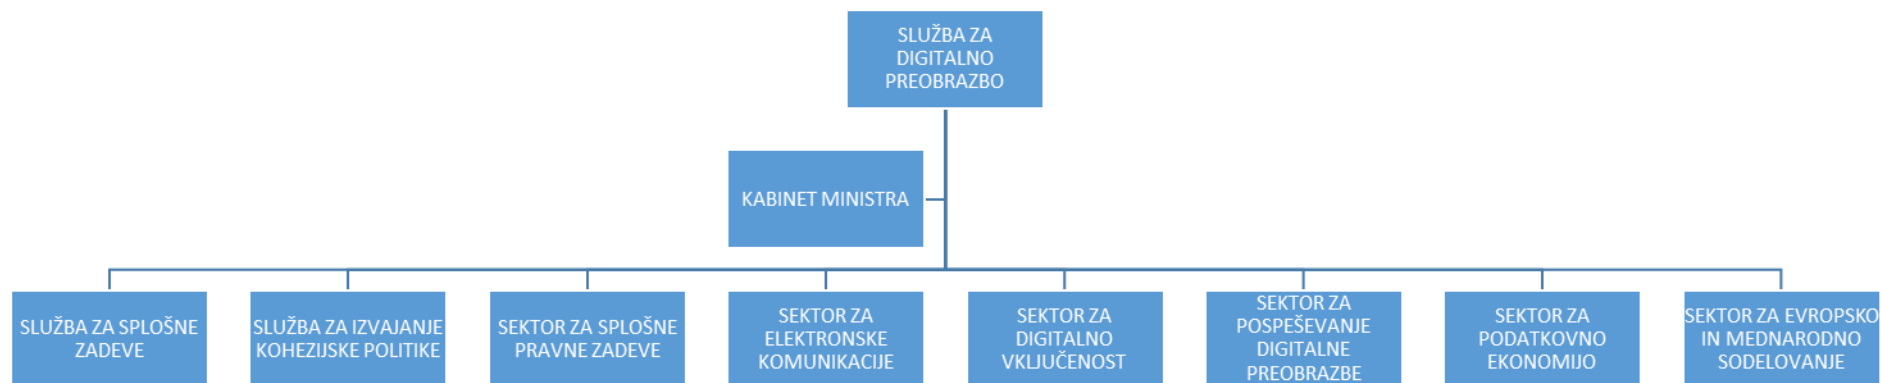 SLUŽBA ZA
DIGITALNO
PREOBRAZBO
KABINET MINISTRA
SLUŽBA ZA SPLOŠNE
ZADEVE
SLUŽBA ZA IZVAJANJE
KOHEZIJSKE POLITIKE
SEKTOR ZA SPLOŠNE
PRAVNE ZADEVE
SEKTOR ZA
ELEKTRONSKE
KOMUNIKACIJE
SEKTOR ZA
DIGITALNO
VKLJUČENOST
SEKTOR ZA
POSPEŠEVANJE
DIGITALNE
PREOBRAZBE
SEKTOR ZA
PODATKOVNO
EKONOMIJO
SEKTOR ZA EVROPSKO
IN MEDNARODNO
SODELOVANJE